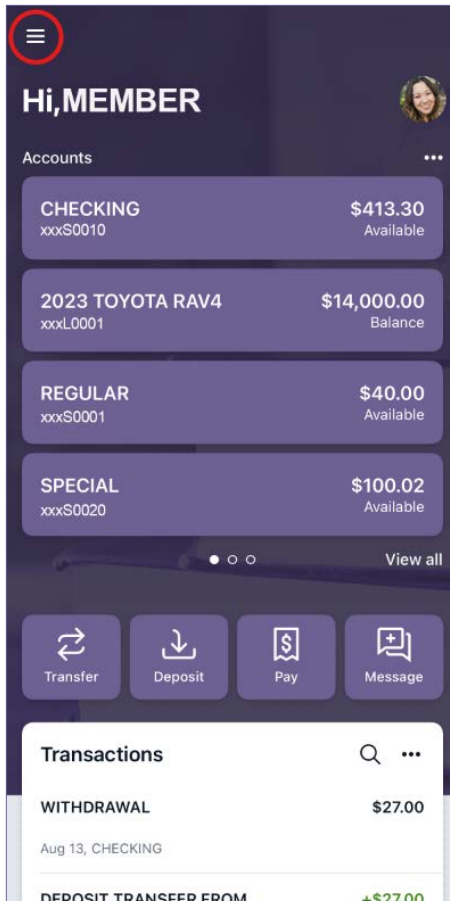 Hi,MEMBER
Accounts
CHECKING $413.30
xxxS0010 Available
2023 TOYOTA RAV4 $14,000.00
xxxL0001 Balance
REGULAR $40.00
xxxS0001 Available
SPECIAL $100.02
xxxS0020 Available
View all
Transfer Deposit Pay Message
Transactions
WITHDRAWAL $27.00
Aug 13, CHECKING
DEPOSIT TRANSFER FROM +$27.00